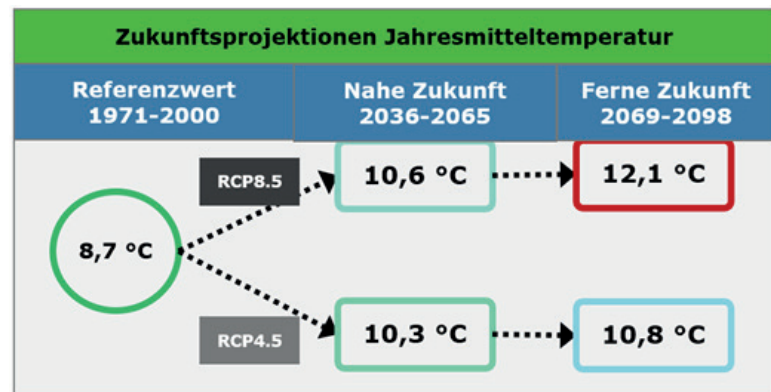 Zukunftsprojektionen Jahresmitteltemperatur
Referenzwert
1971-2000
Nahe Zukunft
2036-2065
Ferne Zukunft
2069-2098
RCP8.5
10,6 °C
12,1 °C
8,7 °C
RCP4.5
10,3 °C
10,8 °C